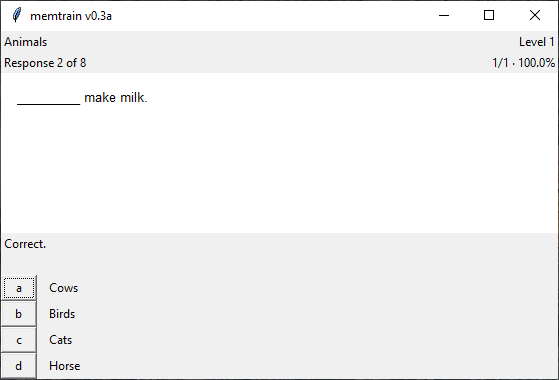 memtrain v0.3a
Animals Level 1
Response 2 of 8 1/1 · 100.0%
_________ make milk.
Correct.
a Cows
b Birds
c Cats
d Horse